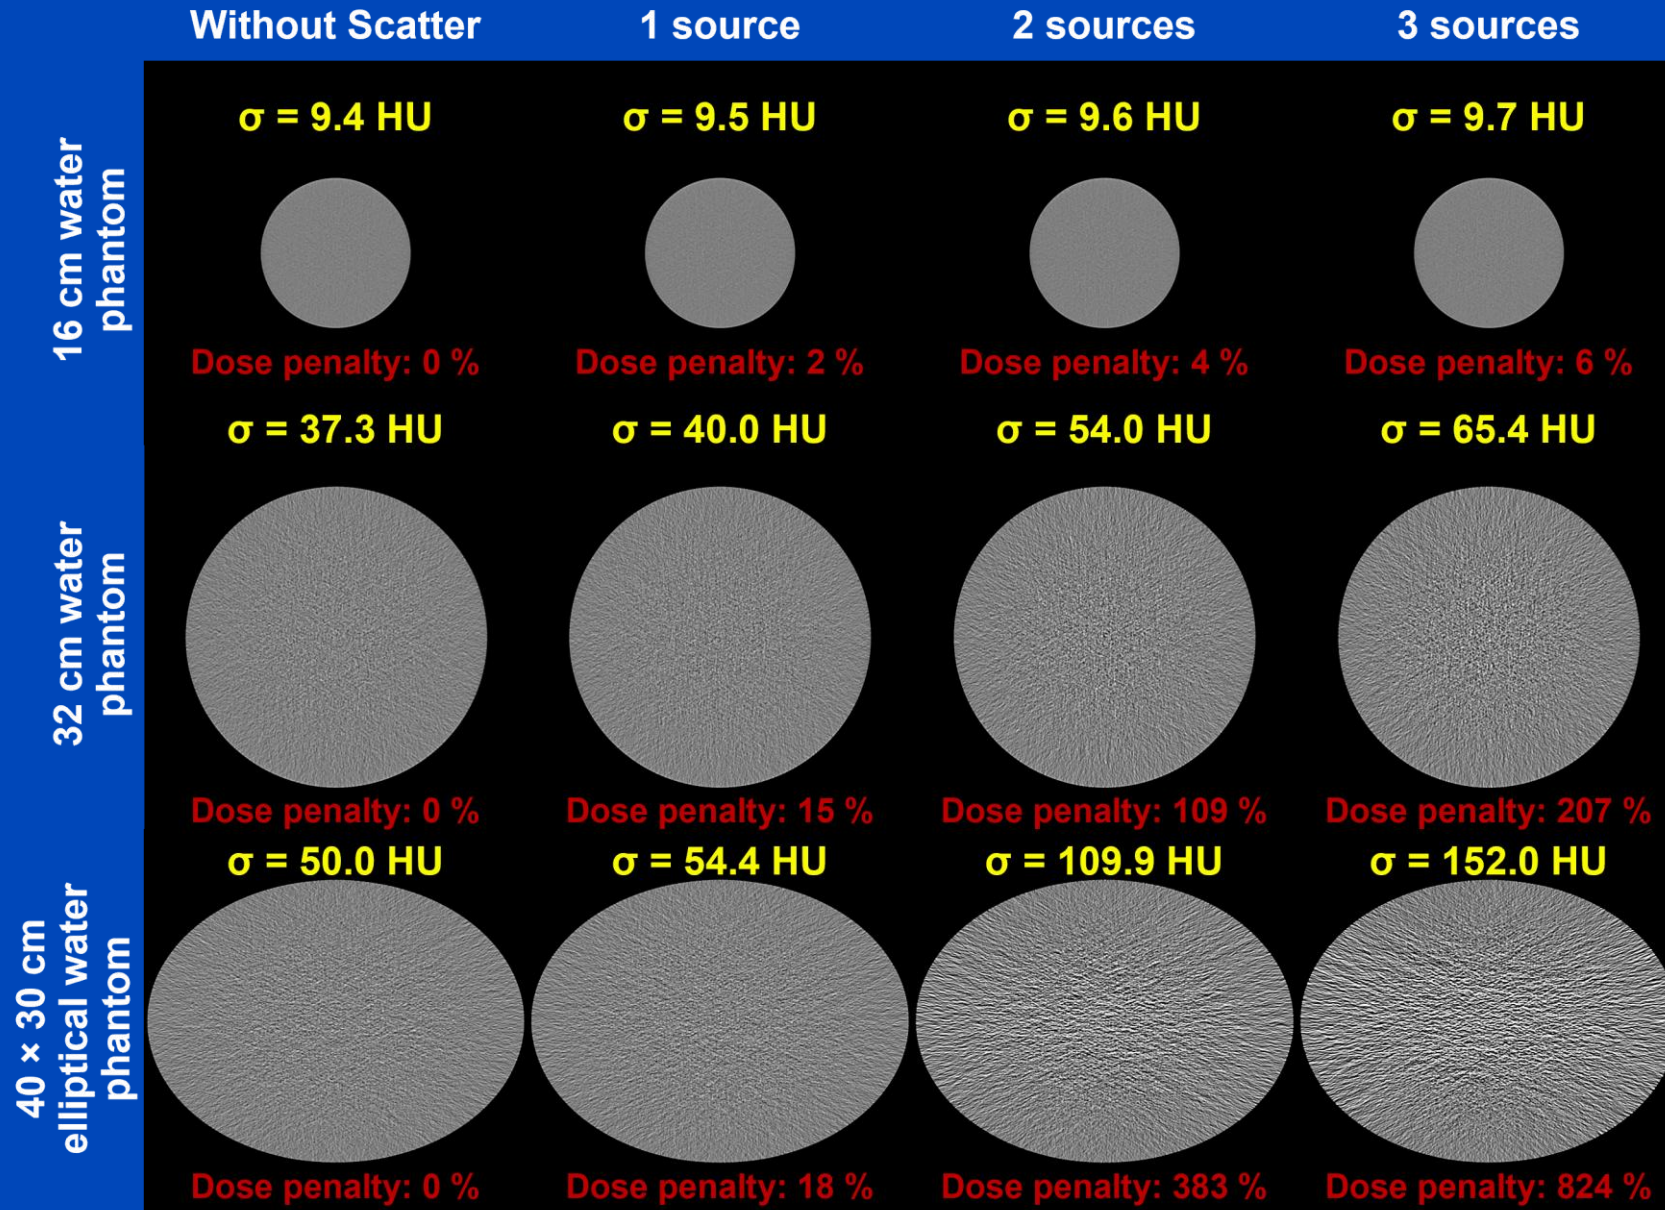 Without Scatter
1 source
2 sources
3 sources
16 cm water
phantom
σ = 9.4 HU
σ = 9.5 HU
σ = 9.6 HU
σ = 9.7 HU
Dose penalty: 0 %
Dose penalty: 2 %
Dose penalty: 4 %
Dose penalty: 6 %
32 cm water
phantom
σ = 37.3 HU
σ = 40.0 HU
σ = 54.0 HU
σ = 65.4 HU
Dose penalty: 0 %
Dose penalty: 15 %
Dose penalty: 109 %
Dose penalty: 207 %
40 × 30 cm
elliptical water
phantom
σ = 50.0 HU
σ = 54.4 HU
σ = 109.9 HU
σ = 152.0 HU
Dose penalty: 0 %
Dose penalty: 18 %
Dose penalty: 383 %
Dose penalty: 824 %